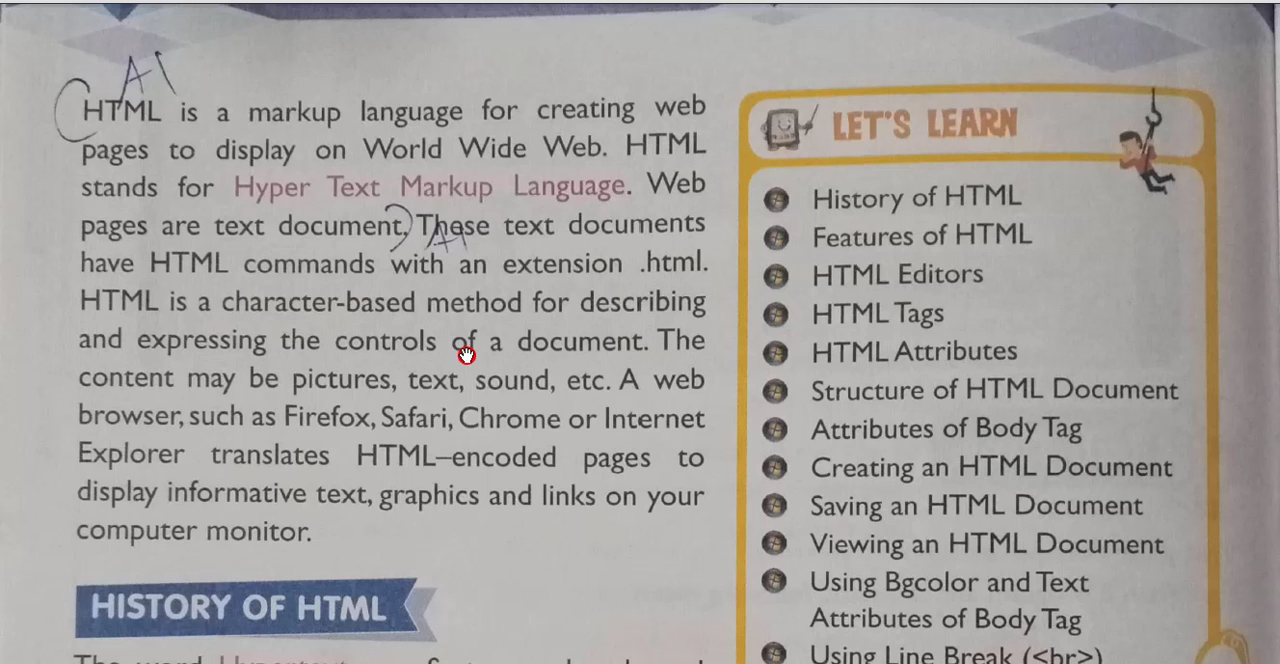 A1
HTML is a markup language for creating web
pages to display on World Wide Web. HTML
stands for Hyper Text Markup Language. Web
pages are text document. These text documents
A1
have HTML commands with an extension .html.
HTML is a character-based method for describing
and expressing the controls of a document. The
content may be pictures, text, sound, etc. A web
browser, such as Firefox, Safari, Chrome or Internet
Explorer translates HTML–encoded pages to
display informative text, graphics and links on your
computer monitor.
HISTORY OF HTML
The word Hypertext
LET'S LEARN
History of HTML
Features of HTML
HTML Editors
HTML Tags
HTML Attributes
Structure of HTML Document
Attributes of Body Tag
Creating an HTML Document
Saving an HTML Document
Viewing an HTML Document
Using Bgcolor and Text
Attributes of Body Tag
Using Line Break (<br>)